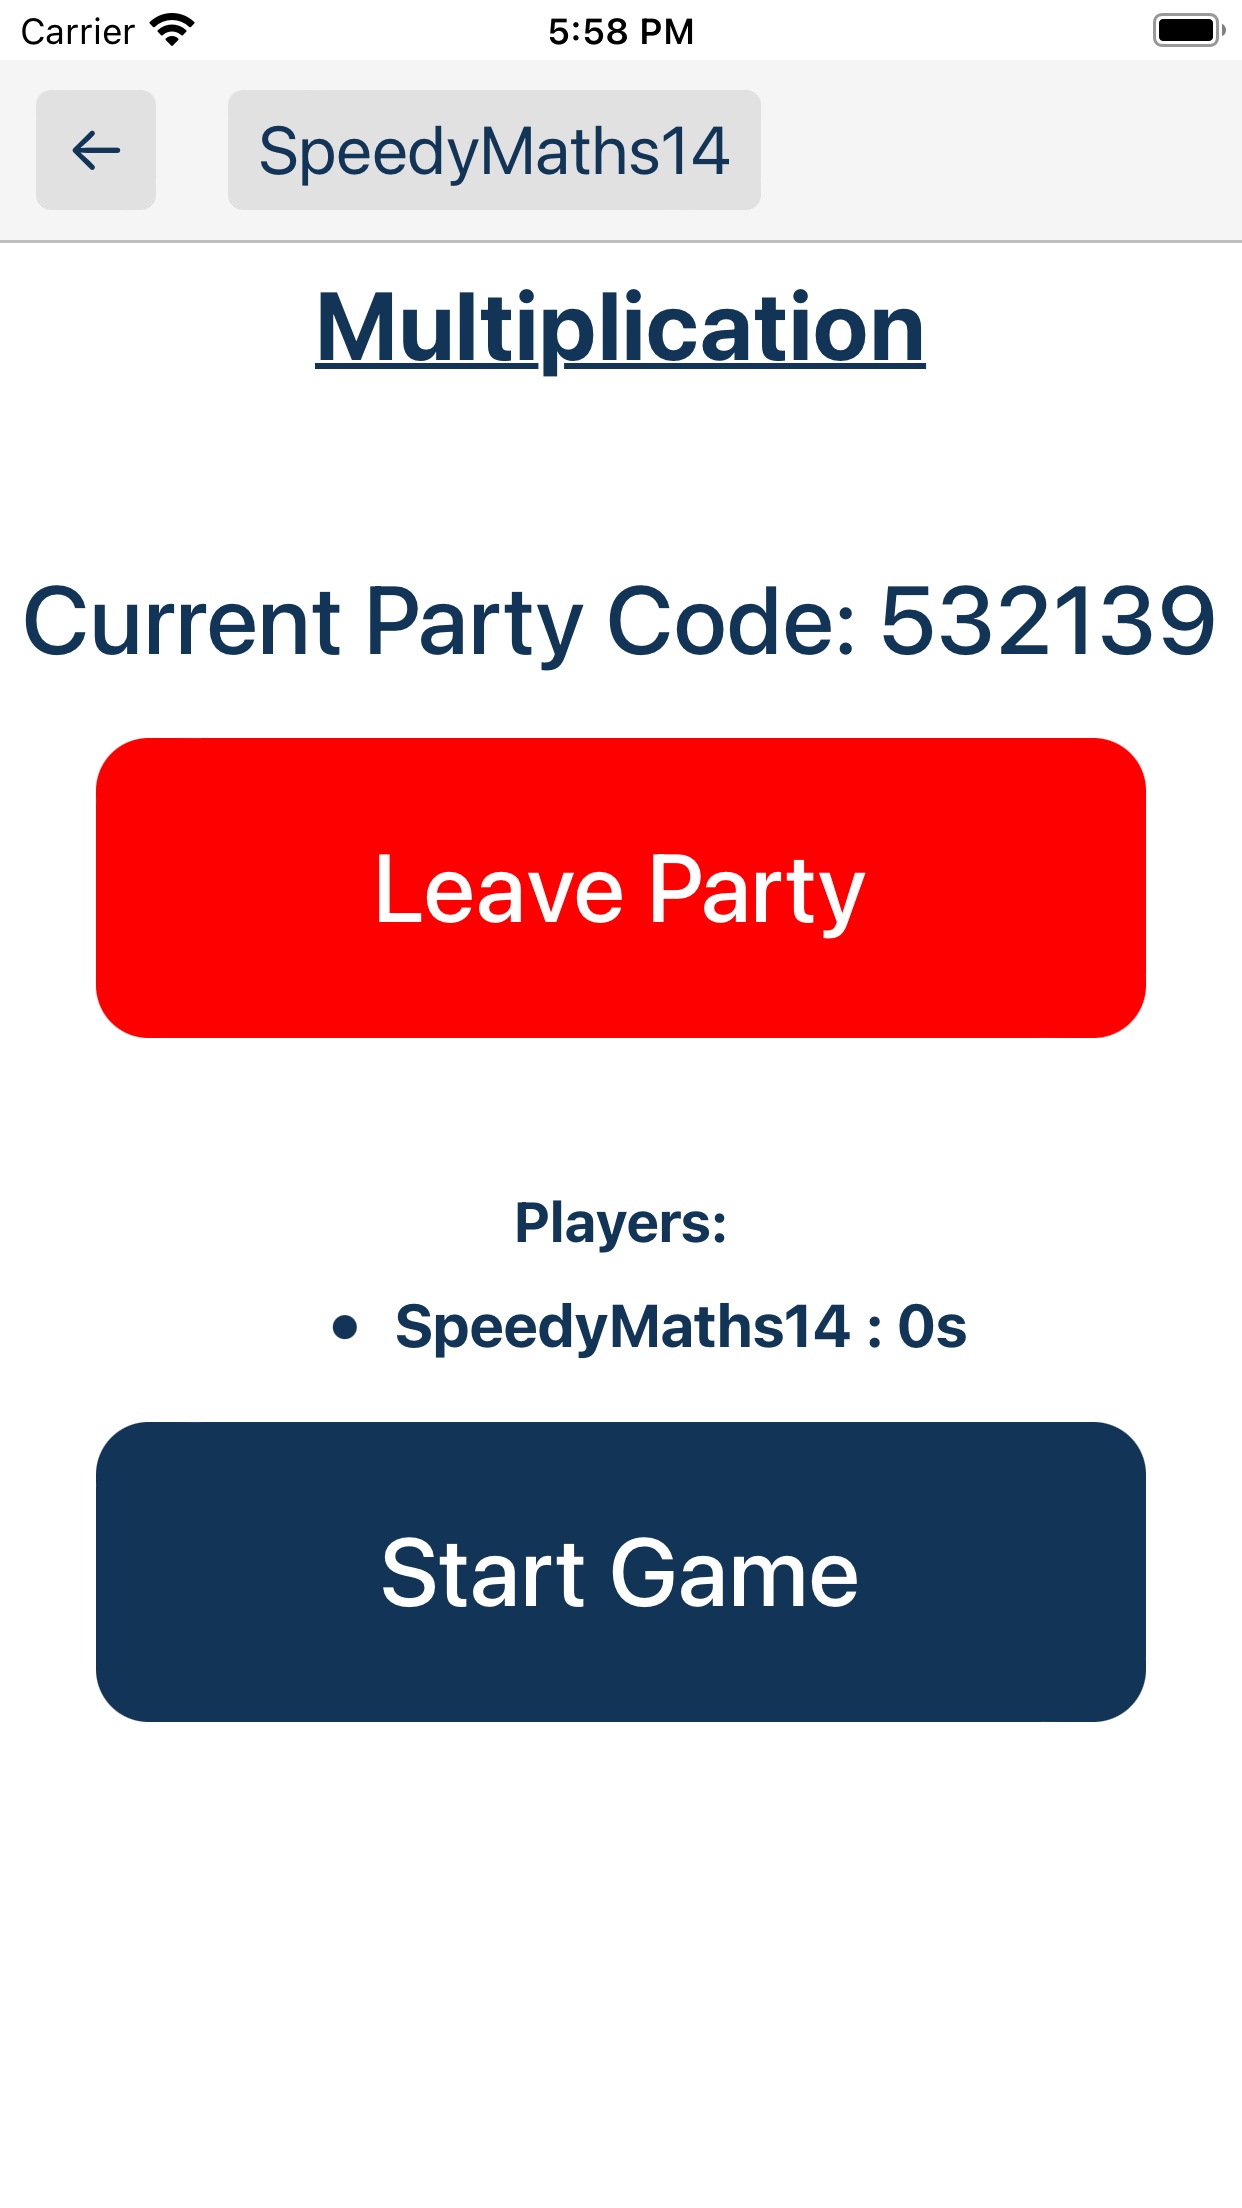 Carrier 5:58 PM
SpeedyMaths14
Multiplication
Current Party Code: 532139
Leave Party
Players:
• SpeedyMaths14 : 0s
Start Game